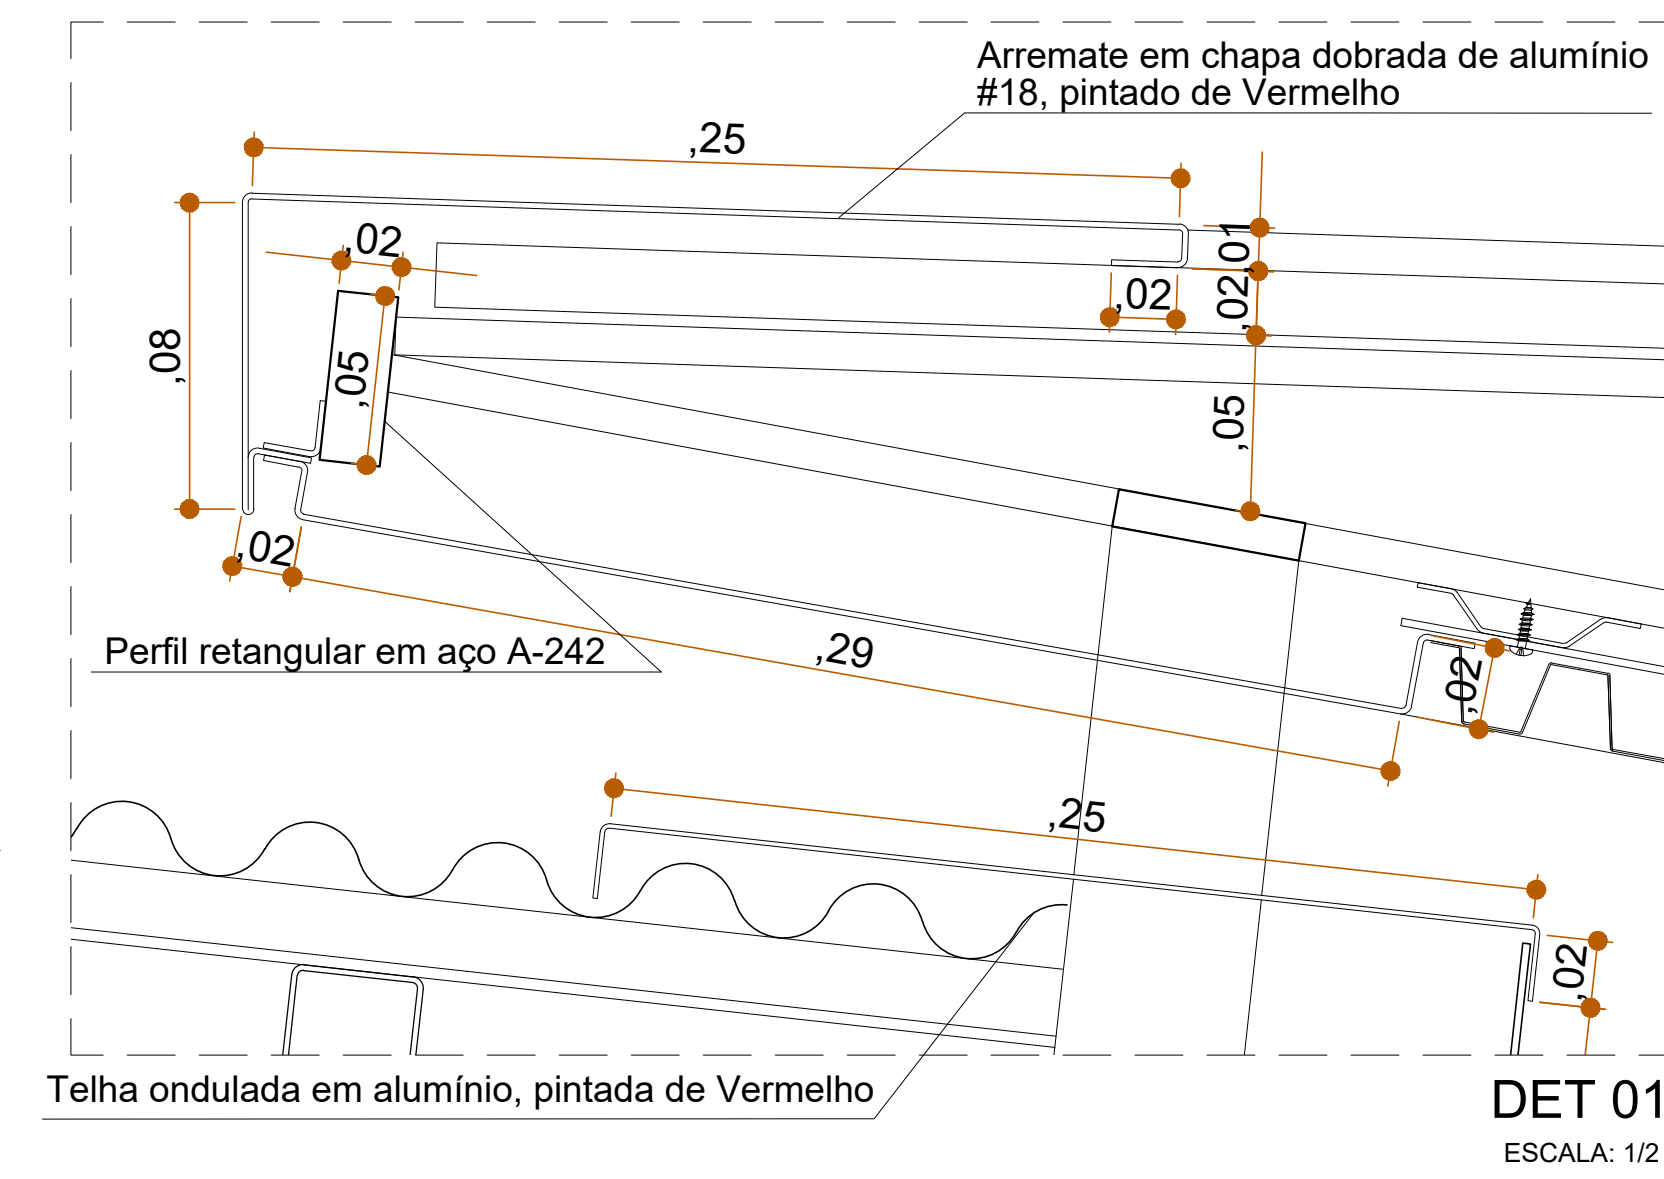 Arremate em chapa dobrada de alumínio
#18, pintado de Vermelho
,25
,02
,01
,02
,02
,08
,05
,05
,02
Perfil retangular em aço A-242
,29
,02
,25
,02
Telha ondulada em alumínio, pintada de Vermelho
DET 01
ESCALA: 1/2